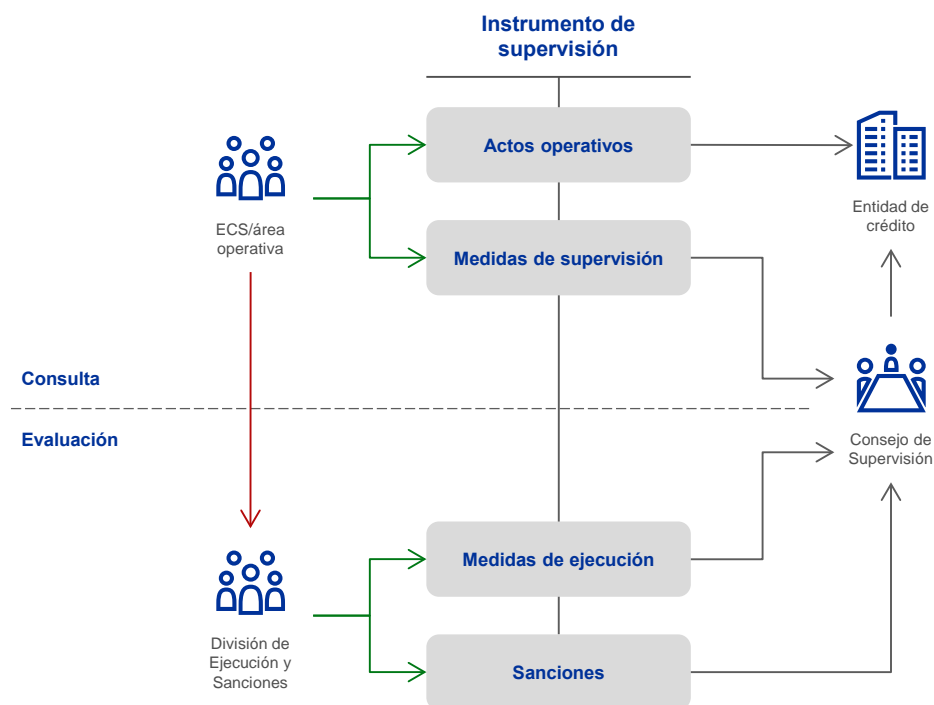 Instrumento de
supervisión
Actos operativos
ECS/área
operativa
Entidad de
crédito
Medidas de supervisión
Consulta
Evaluación
Consejo de
Supervisión
Medidas de ejecución
División de
Ejecución y
Sanciones
Sanciones